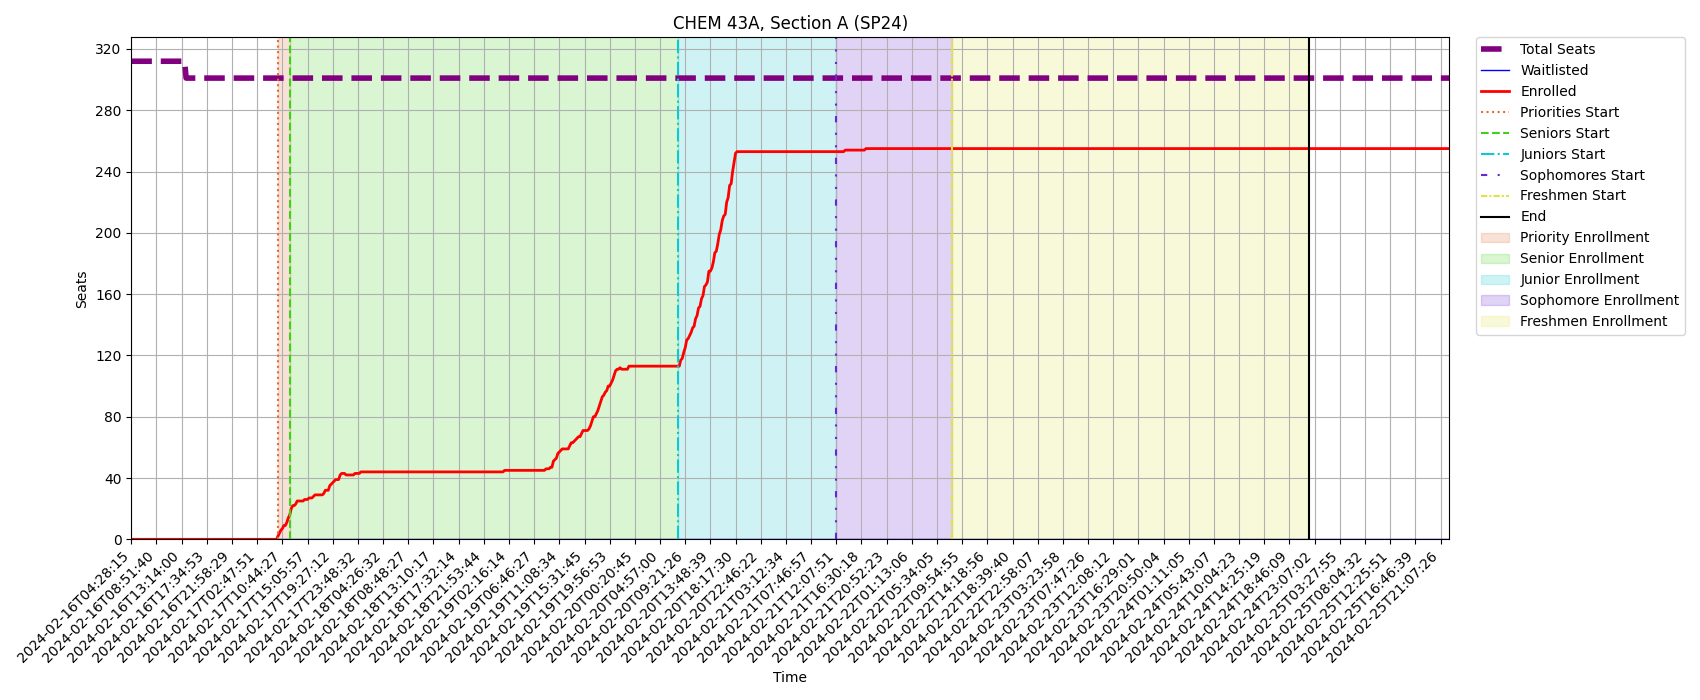 CHEM 43A, Section A (SP24)
Seats
320
280
240
200
160
120
80
40
0
2024-02-16T04:28:15
2024-02-16T08:51:40
2024-02-16T13:14:00
2024-02-16T17:34:53
2024-02-16T21:58:29
2024-02-17T02:47:51
2024-02-17T10:44:27
2024-02-17T15:05:57
2024-02-17T19:27:12
2024-02-17T23:48:32
2024-02-18T04:26:32
2024-02-18T08:48:27
2024-02-18T13:10:17
2024-02-18T17:32:14
2024-02-18T21:53:44
2024-02-19T02:16:14
2024-02-19T06:46:27
2024-02-19T11:08:34
2024-02-19T15:31:45
2024-02-19T19:56:53
2024-02-20T00:20:45
2024-02-20T04:57:00
2024-02-20T09:21:26
2024-02-20T13:48:39
2024-02-20T18:17:30
2024-02-20T22:46:22
2024-02-21T03:12:34
2024-02-21T07:46:57
2024-02-21T12:07:51
2024-02-21T16:30:18
2024-02-21T20:52:23
2024-02-22T01:13:06
2024-02-22T05:34:05
2024-02-22T09:54:55
2024-02-22T14:18:56
2024-02-22T18:39:40
2024-02-22T22:58:07
2024-02-23T03:23:58
2024-02-23T07:47:26
2024-02-23T12:08:12
2024-02-23T16:29:01
2024-02-23T20:50:04
2024-02-24T01:11:05
2024-02-24T05:43:07
2024-02-24T10:04:23
2024-02-24T14:25:19
2024-02-24T18:46:09
2024-02-24T23:07:02
2024-02-25T03:27:55
2024-02-25T08:04:32
2024-02-25T12:25:51
2024-02-25T16:46:39
2024-02-25T21:07:26
Time
Total Seats
Waitlisted
Enrolled
Priorities Start
Seniors Start
Juniors Start
Sophomores Start
Freshmen Start
End
Priority Enrollment
Senior Enrollment
Junior Enrollment
Sophomore Enrollment
Freshmen Enrollment